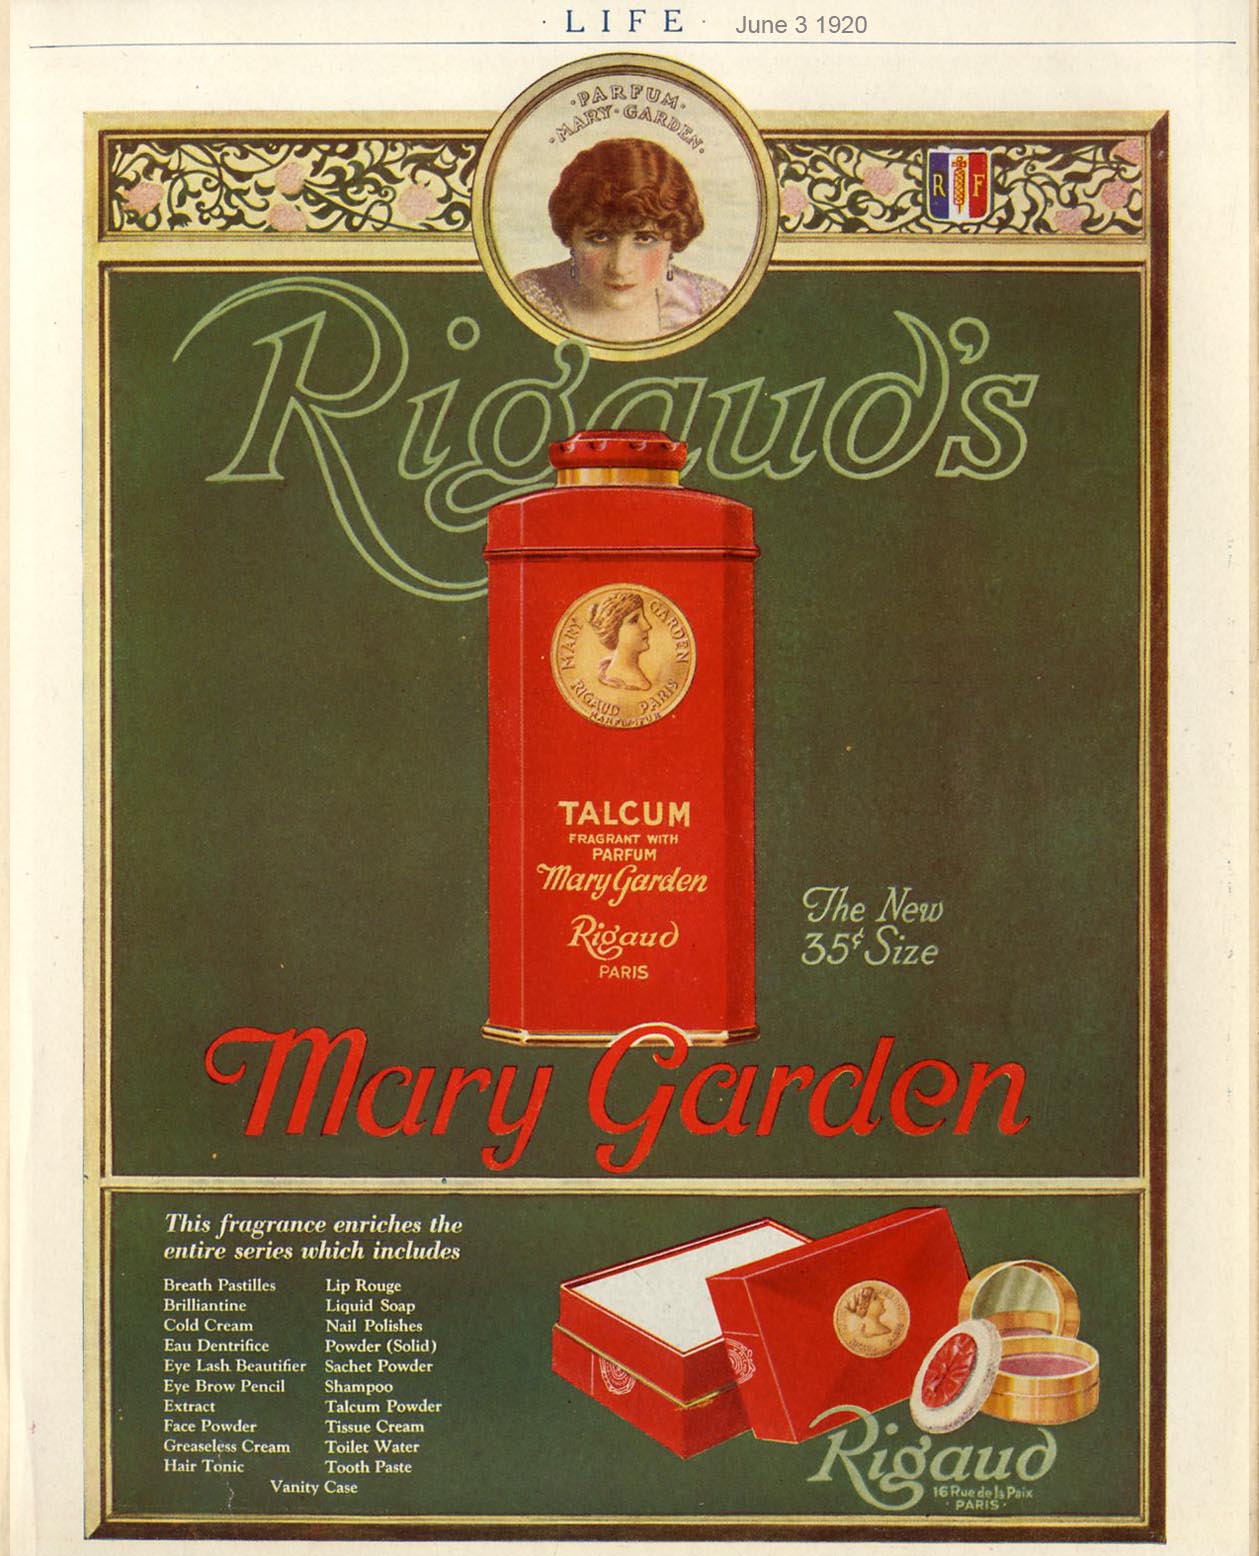 · LIFE · June 3 1920
· PARFUM ·
· MARY · GARDEN ·
R F
Rigaud's
MARY GARDEN
RIGAUD PARIS
PARFUMEUR
TALCUM
FRAGRANT WITH
PARFUM
Mary Garden
Rigaud
PARIS
The New
35¢ Size
Mary Garden
This fragrance enriches the
entire series which includes
Breath Pastilles
Brilliantine
Cold Cream
Eau Dentrifice
Eye Lash Beautifier
Eye Brow Pencil
Extract
Face Powder
Greaseless Cream
Hair Tonic
Lip Rouge
Liquid Soap
Nail Polishes
Powder (Solid)
Sachet Powder
Shampoo
Talcum Powder
Tissue Cream
Toilet Water
Tooth Paste
Vanity Case
Rigaud
16 Rue de la Paix
· PARIS ·